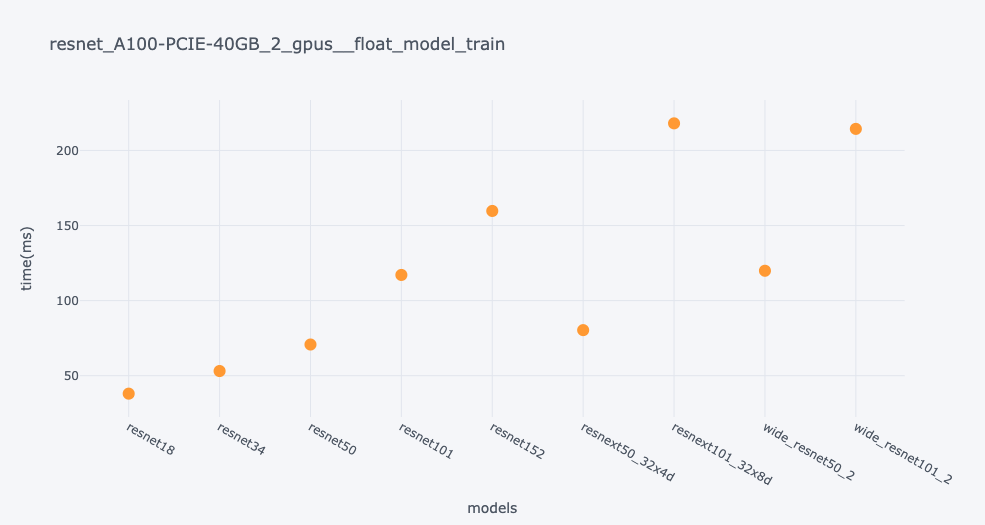 resnet_A100-PCIE-40GB_2_gpus__float_model_train
time(ms)
200
150
100
50
resnet18
resnet34
resnet50
resnet101
resnet152
resnext50_32x4d
resnext101_32x8d
wide_resnet50_2
wide_resnet101_2
models